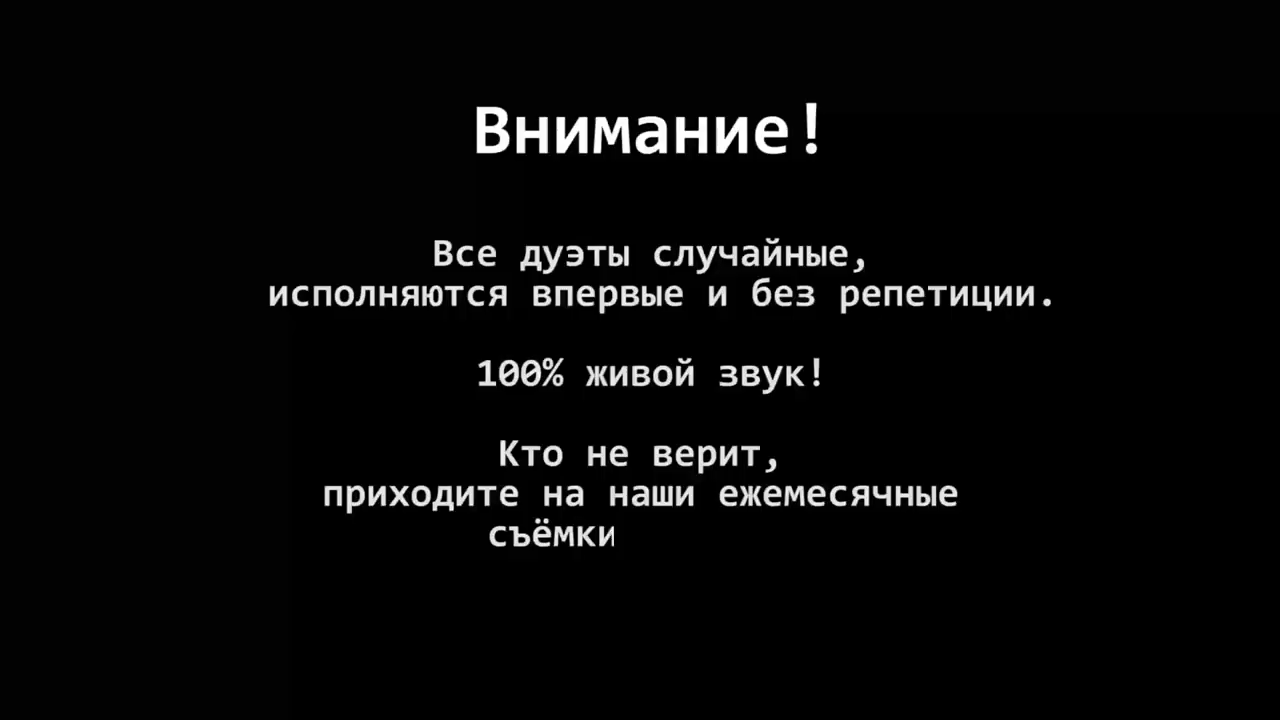 Внимание!
Все дуэты случайные,
исполняются впервые и без репетиции.
100% живой звук!
Кто не верит,
приходите на наши ежемесячные
съёмки